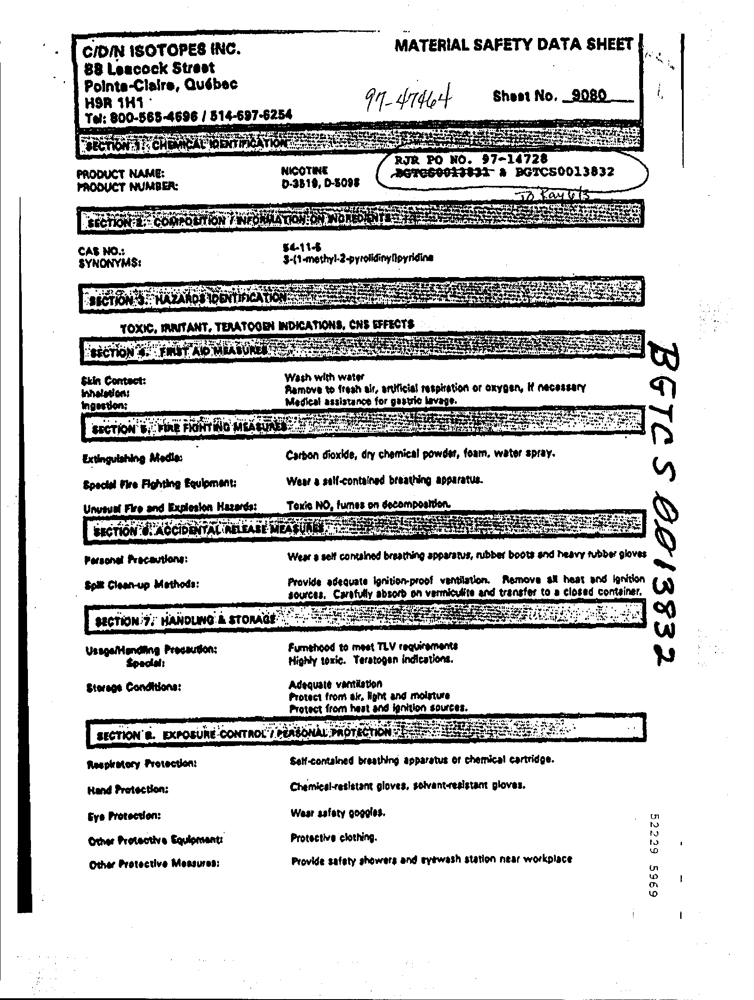 C/D/N ISOTOPES INC.
88 Leacock Street
Pointe-Claire, Québec
H9R 1H1
Tel: 800-565-4696 / 514-697-6254
MATERIAL SAFETY DATA SHEET
97-47464
Sheet No. 9080
SECTION 1. CHEMICAL IDENTIFICATION
PRODUCT NAME: NICOTINE
PRODUCT NUMBER: D-3519, D-5098
RJR PO NO. 97-14728
BGTCS0013831 & BGTCS0013832
SECTION 2. COMPOSITION / INFORMATION ON INGREDIENTS
CAS NO.: 54-11-5
SYNONYMS: 3-(1-methyl-2-pyrolidinyl)pyridine
SECTION 3. HAZARDS IDENTIFICATION
TOXIC, IRRITANT, TERATOGEN INDICATIONS, CNS EFFECTS
SECTION 4. FIRST AID MEASURES
Skin Contact: Wash with water
Inhalation: Remove to fresh air, artificial respiration or oxygen, if necessary
Ingestion: Medical assistance for gastric lavage.
SECTION 5. FIRE FIGHTING MEASURES
Extinguishing Media: Carbon dioxide, dry chemical powder, foam, water spray.
Special Fire Fighting Equipment: Wear a self-contained breathing apparatus.
Unusual Fire and Explosion Hazards: Toxic NO, fumes on decomposition.
SECTION 6. ACCIDENTAL RELEASE MEASURES
Personal Precautions: Wear a self contained breathing apparatus, rubber boots and heavy rubber gloves
Spill Clean-up Methods: Provide adequate ignition-proof ventilation. Remove all heat and ignition
sources. Carefully absorb on vermiculite and transfer to a closed container.
SECTION 7. HANDLING & STORAGE
Usage/Handling Precaution: Fumehood to meet TLV requirements
Special: Highly toxic. Teratogen indications.
Storage Conditions: Adequate ventilation
Protect from air, light and moisture
Protect from heat and ignition sources.
SECTION 8. EXPOSURE CONTROL / PERSONAL PROTECTION
Respiratory Protection: Self-contained breathing apparatus or chemical cartridge.
Hand Protection: Chemical-resistant gloves, solvant-resistant gloves.
Eye Protection: Wear safety goggles.
Other Protective Equipment: Protective clothing.
Other Protective Measures: Provide safety showers and eyewash station near workplace
BGTCS0013832
52229 5969